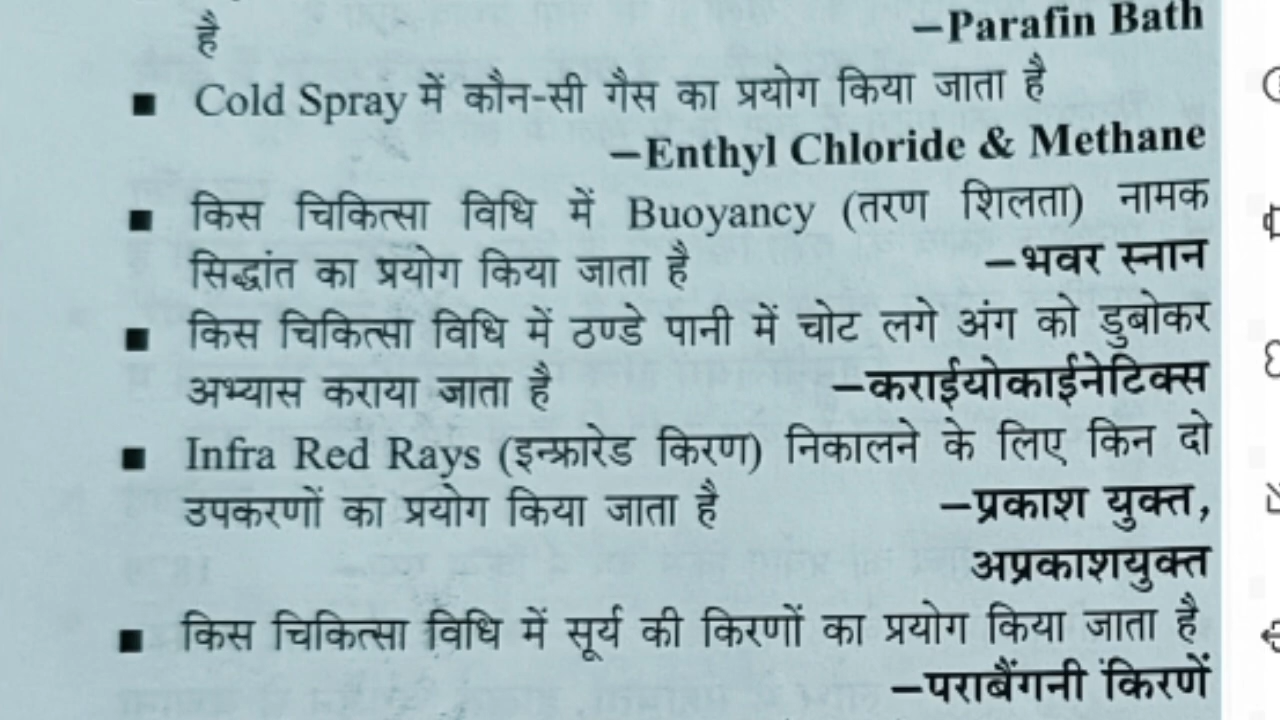 है
–Parafin Bath
■ Cold Spray में कौन-सी गैस का प्रयोग किया जाता है
–Enthyl Chloride & Methane
■ किस चिकित्सा विधि में Buoyancy (तरण शिलता) नामक
सिद्धांत का प्रयोग किया जाता है –भवर स्नान
■ किस चिकित्सा विधि में ठण्डे पानी में चोट लगे अंग को डुबोकर
अभ्यास कराया जाता है –कराईयोकाईनेटिक्स
■ Infra Red Rays (इन्फ्रारेड किरण) निकालने के लिए किन दो
उपकरणों का प्रयोग किया जाता है –प्रकाश युक्त,
अप्रकाशयुक्त
■ किस चिकित्सा विधि में सूर्य की किरणों का प्रयोग किया जाता है
–पराबैंगनी किरणें